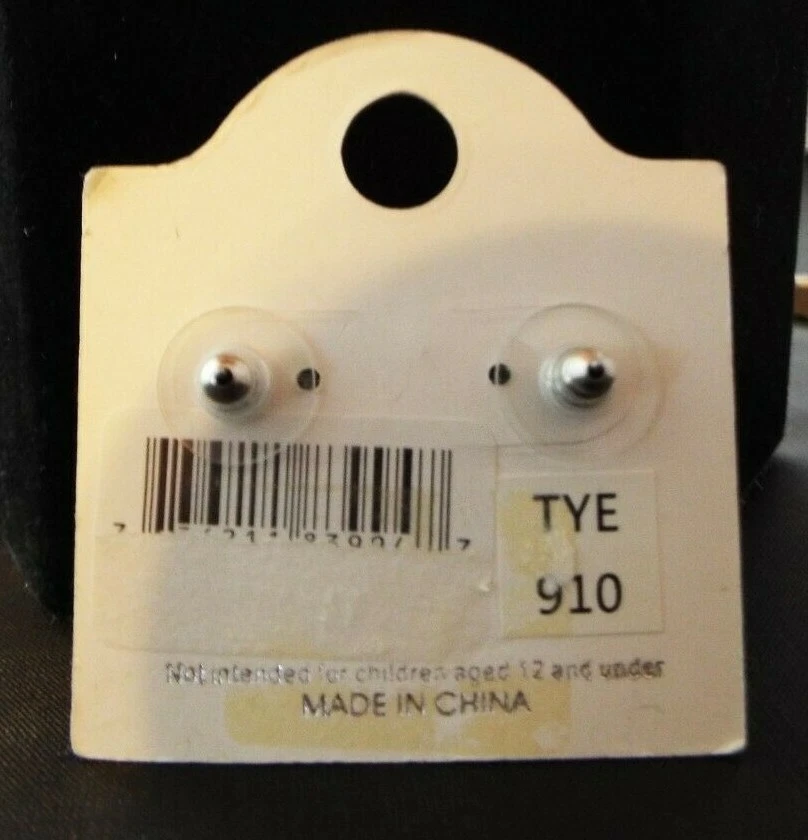 TYE
910
Not intended for children aged 12 and under
MADE IN CHINA